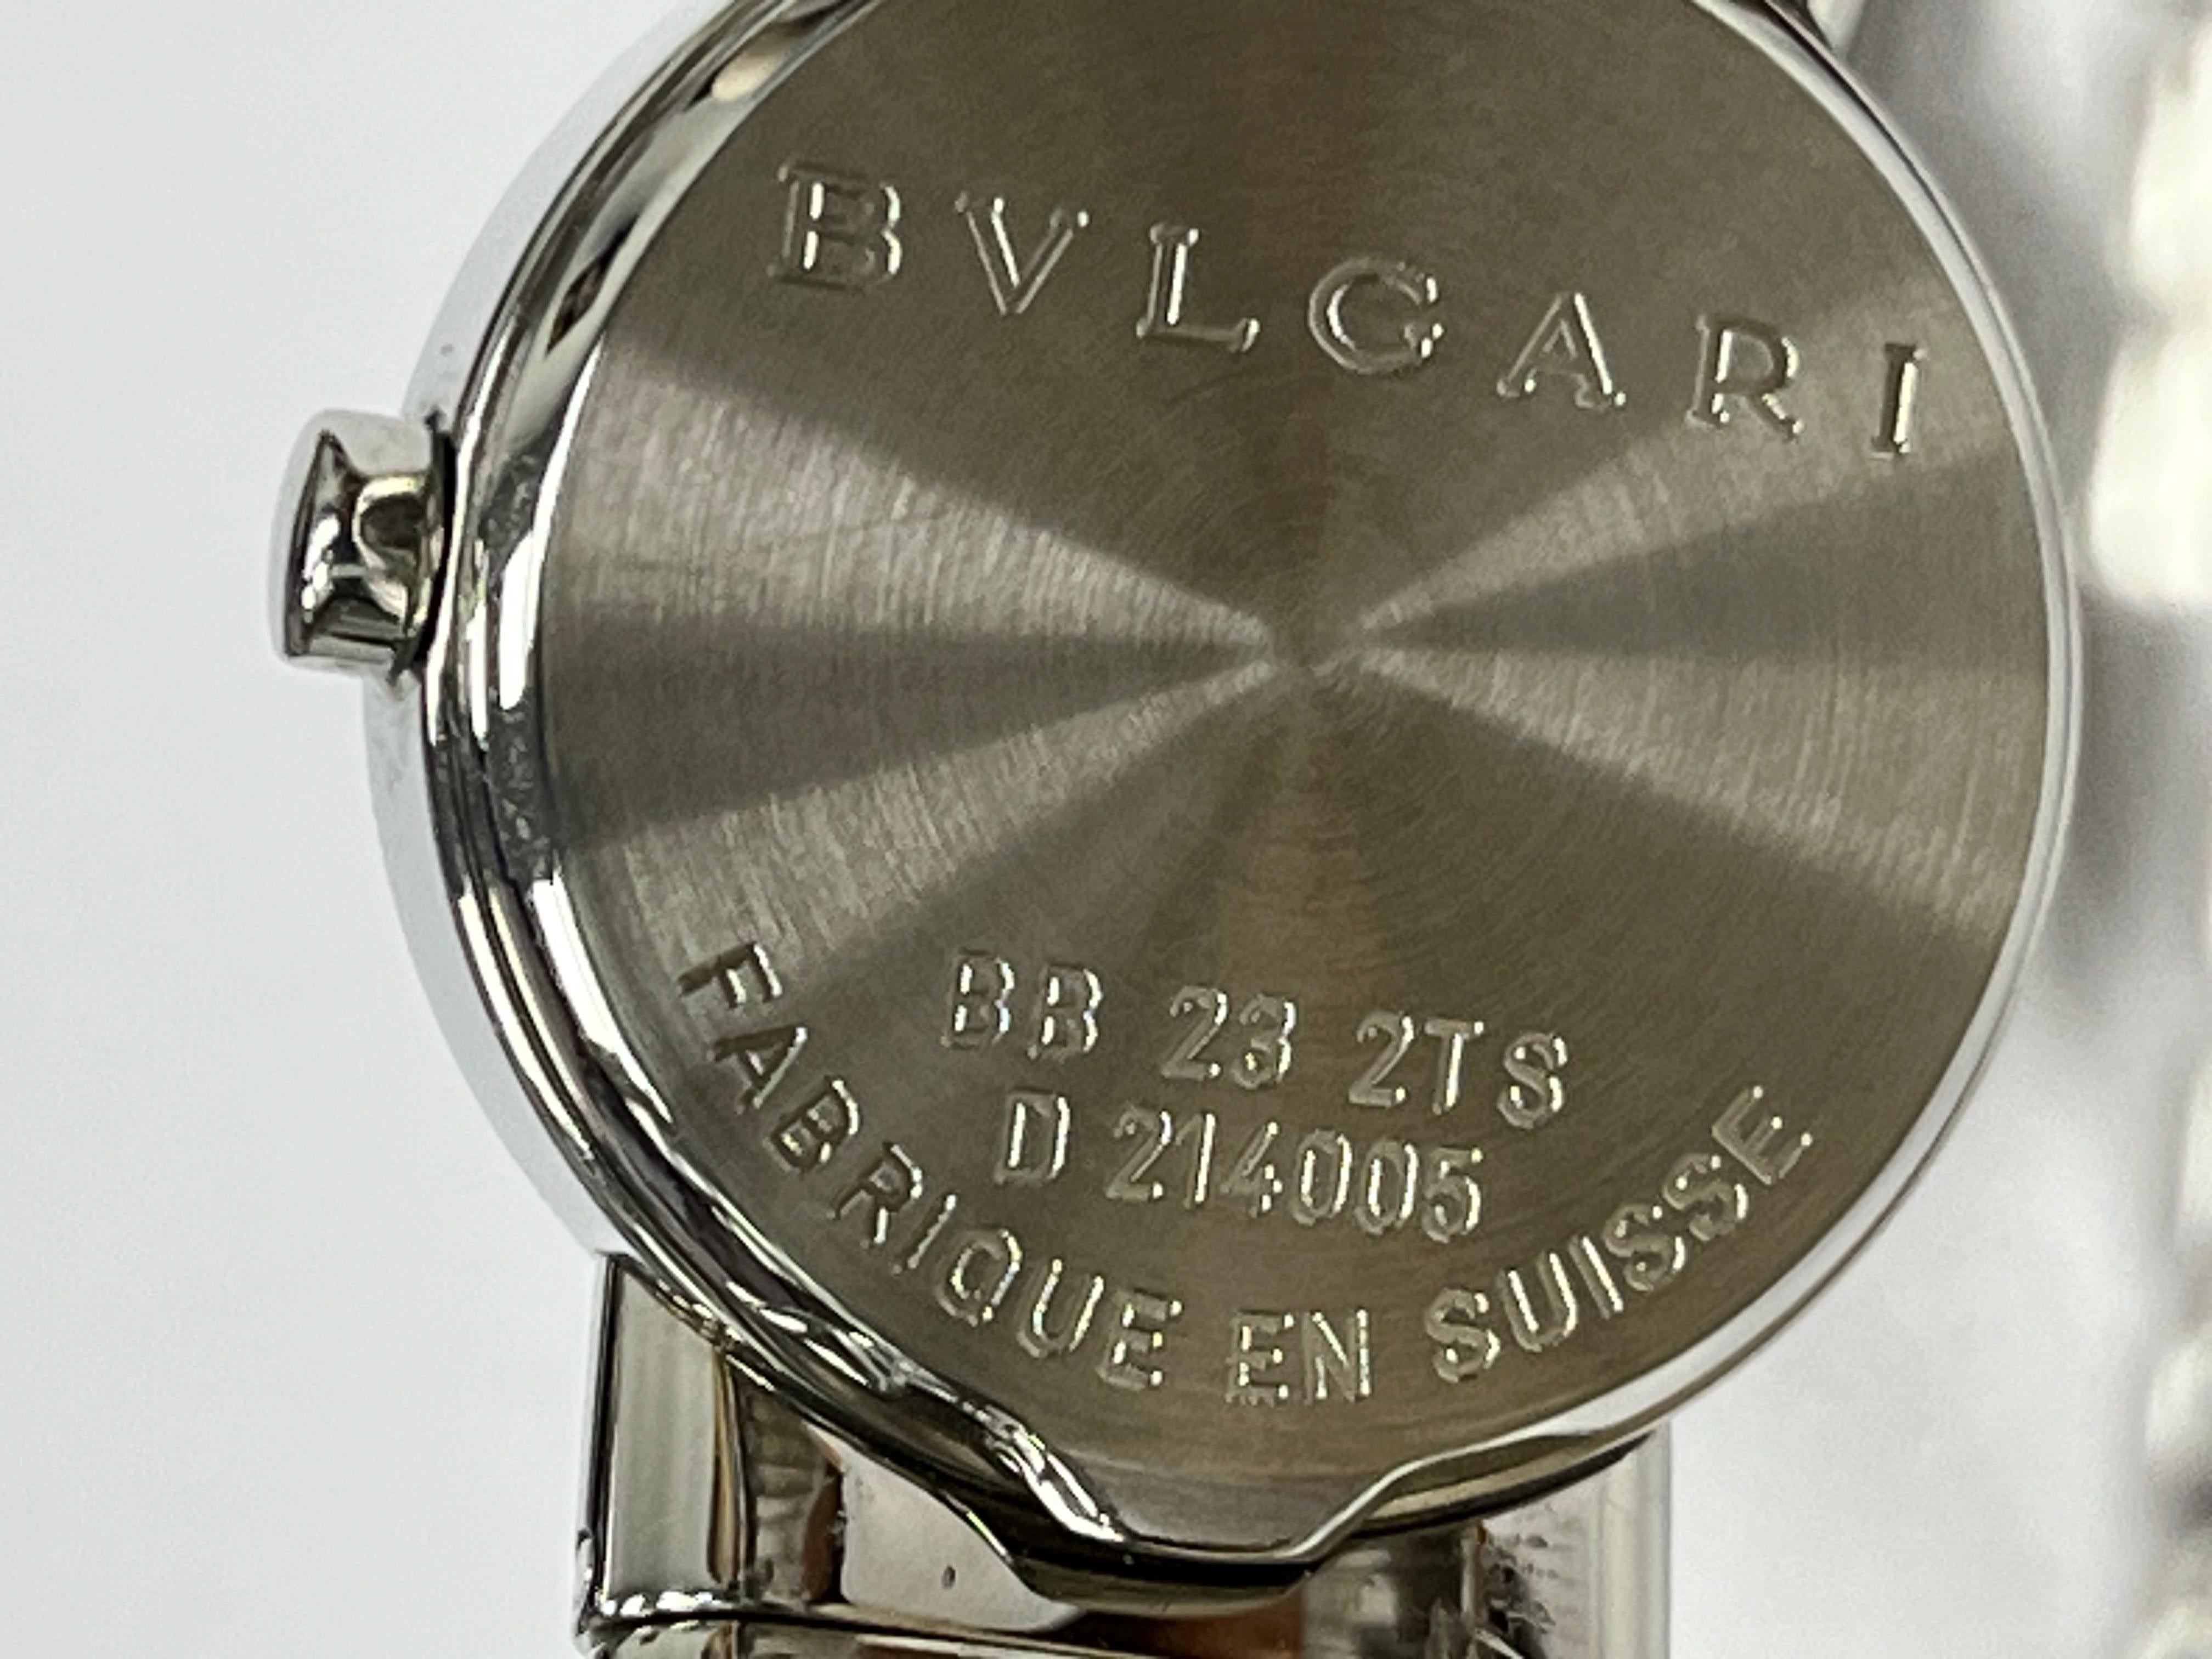 BVLGARI
BB 23 2TS
D 214005
FABRIQUE EN SUISSE